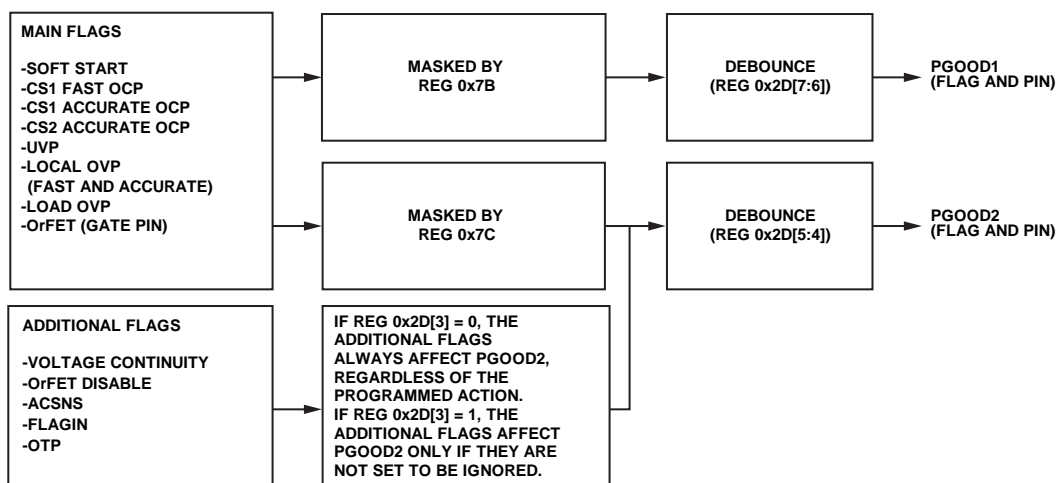 MAIN FLAGS
-SOFT START
-CS1 FAST OCP
-CS1 ACCURATE OCP
-CS2 ACCURATE OCP
-UVP
-LOCAL OVP
(FAST AND ACCURATE)
-LOAD OVP
-OrFET (GATE PIN)
MASKED BY
REG 0x7B
DEBOUNCE
(REG 0x2D[7:6])
PGOOD1
(FLAG AND PIN)
MASKED BY
REG 0x7C
DEBOUNCE
(REG 0x2D[5:4])
PGOOD2
(FLAG AND PIN)
ADDITIONAL FLAGS
-VOLTAGE CONTINUITY
-OrFET DISABLE
-ACSNS
-FLAGIN
-OTP
IF REG 0x2D[3] = 0, THE
ADDITIONAL FLAGS
ALWAYS AFFECT PGOOD2,
REGARDLESS OF THE
PROGRAMMED ACTION.
IF REG 0x2D[3] = 1, THE
ADDITIONAL FLAGS AFFECT
PGOOD2 ONLY IF THEY ARE
NOT SET TO BE IGNORED.